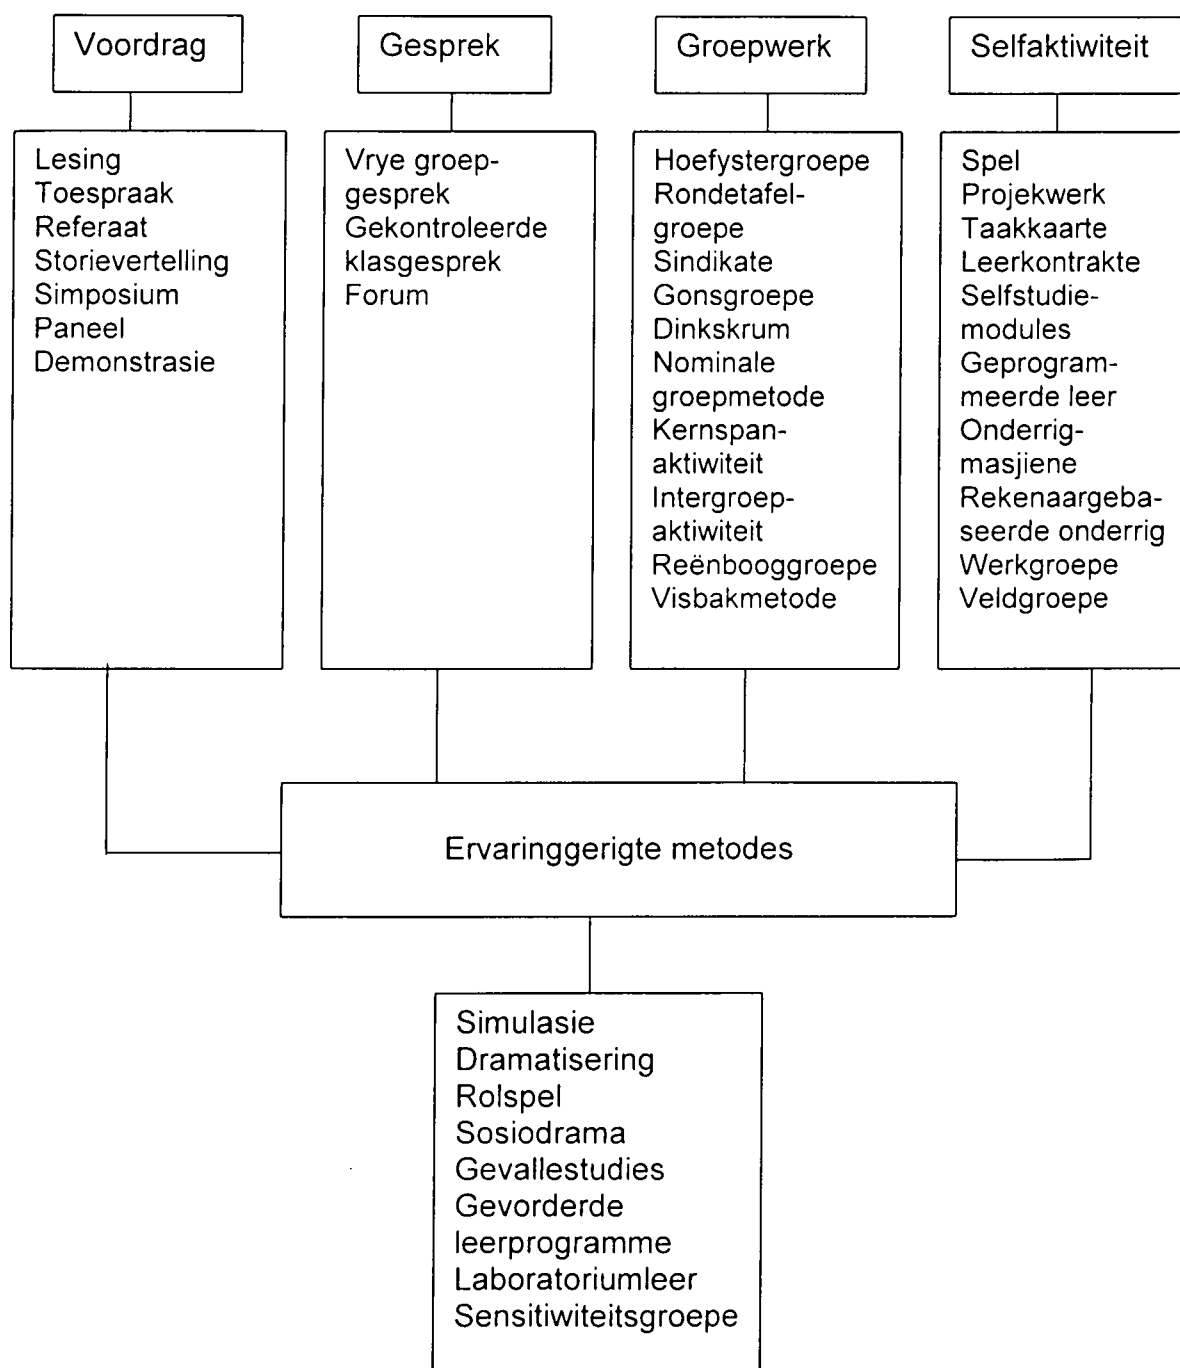 Voordrag
Lesing
Toespraak
Referaat
Storievertelling
Simposium
Paneel
Demonstrasie
Gesprek
Vrye groep-
gesprek
Gekontroleerde
klasgesprek
Forum
Groepwerk
Hoefystergroepe
Rondetafel-
groepe
Sindikate
Gonsgroepe
Dinkskrum
Nominale
groepmetode
Kernspan-
aktiwiteit
Intergroep-
aktiwiteit
Reënbooggroepe
Visbakmetode
Selfaktiwiteit
Spel
Projekwerk
Taakkaarte
Leerkontrakte
Selfstudie-
modules
Geprogram-
meerde leer
Onderrig-
masjiene
Rekenaargeba-
seerde onderrig
Werkgroepe
Veldgroepe
Ervaringgerigte metodes
Simulasie
Dramatisering
Rolspel
Sosiodrama
Gevallestudies
Gevorderde
leerprogramme
Laboratoriumleer
Sensitiwiteitsgroepe